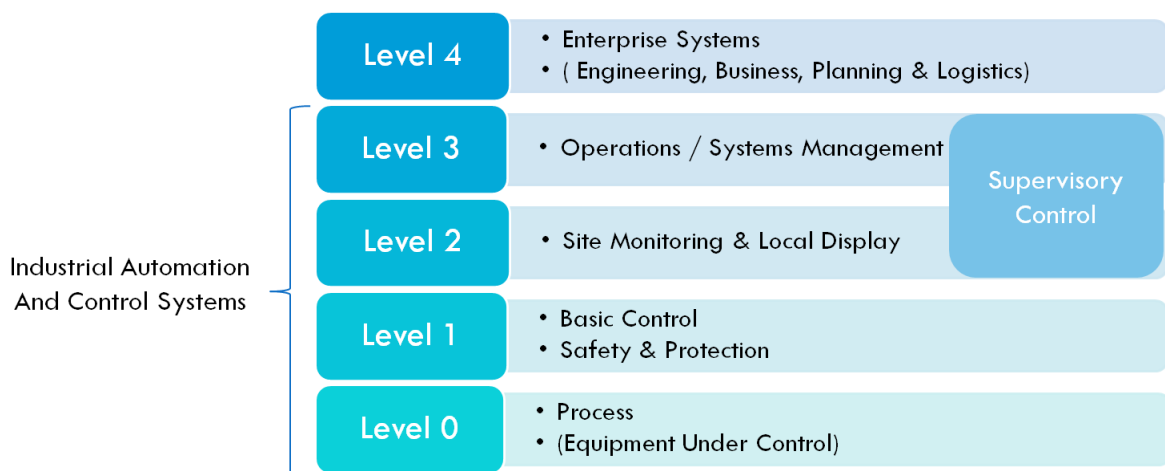 Level 4
• Enterprise Systems
• ( Engineering, Business, Planning & Logistics)
Level 3
• Operations / Systems Management
Supervisory
Control
Level 2
• Site Monitoring & Local Display
Industrial Automation
And Control Systems
Level 1
• Basic Control
• Safety & Protection
Level 0
• Process
• (Equipment Under Control)